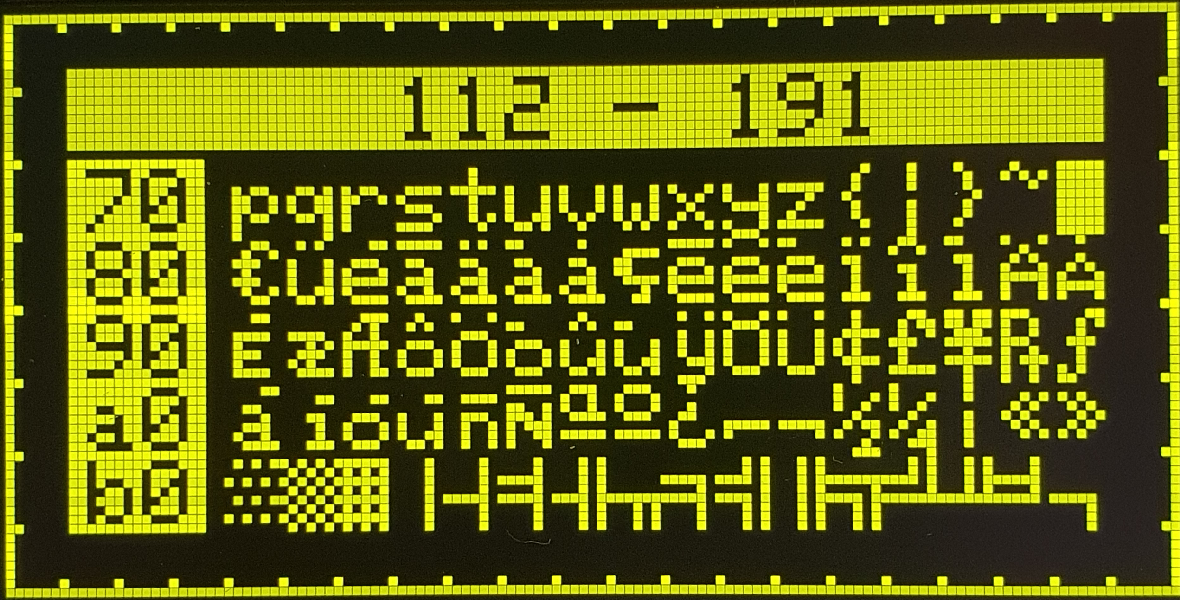 112 - 191
70 pqrstuvwxyz{|}~█
80 ÇüéâäàåçêëèïîìÄÅ
90 ÉæÆôöòûùÿÖÜ¢£¥₧ƒ
a0 áíóúñÑªº¿⌐¬½¼¡«»
b0 ░▒▓│┤╡╢╖╕╣║╗╝╜╛┐